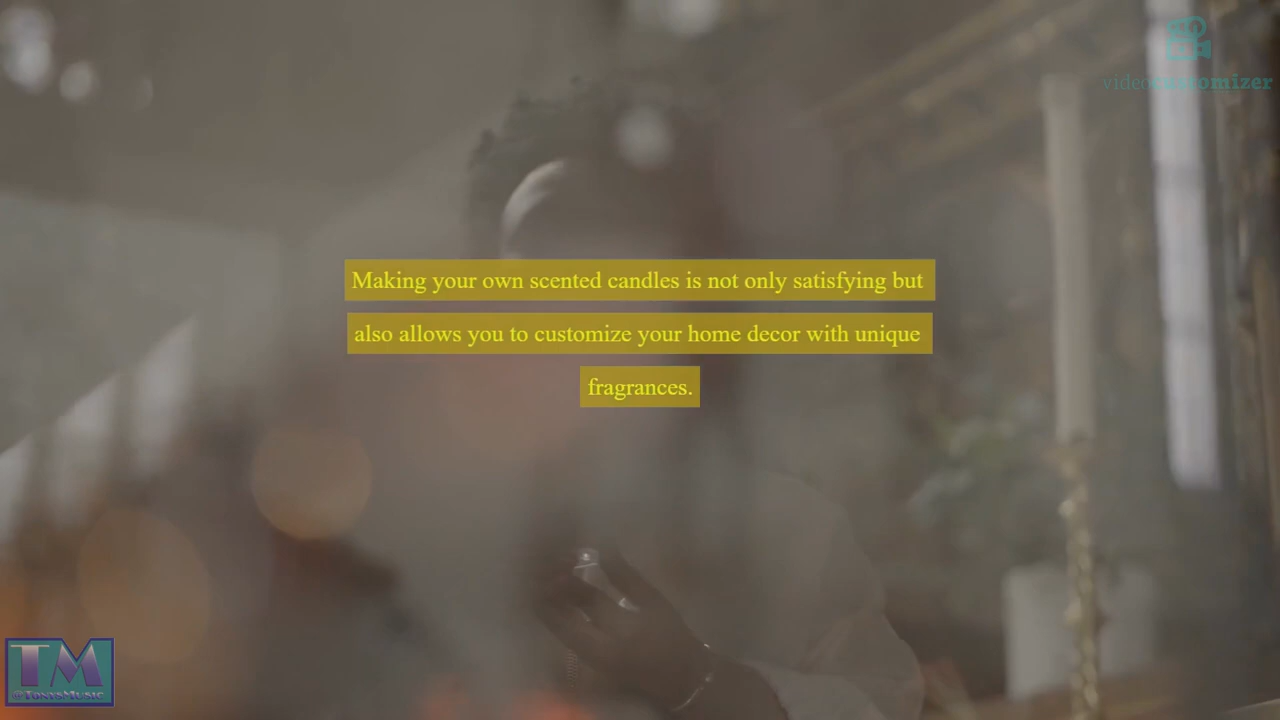 videocustomizer
Making your own scented candles is not only satisfying but
also allows you to customize your home decor with unique
fragrances.
TM
@TonysMusic